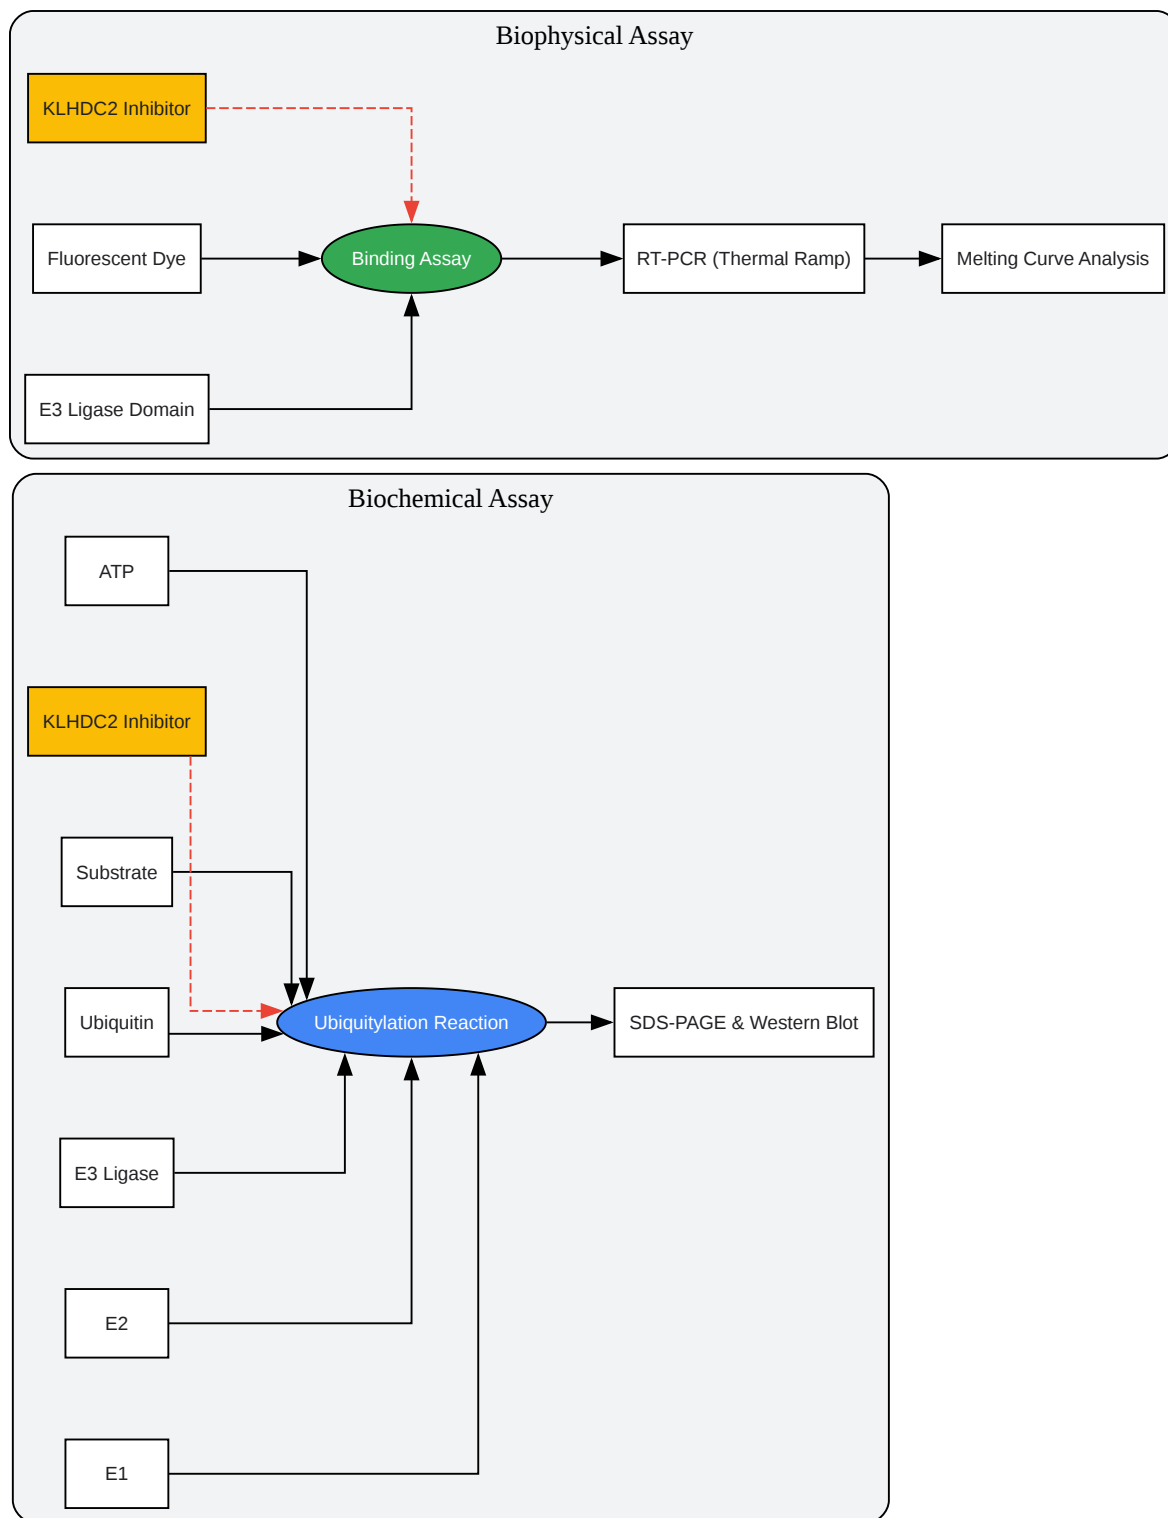 Biophysical Assay
KLHDC2 Inhibitor
Fluorescent Dye
Binding Assay
RT-PCR (Thermal Ramp)
Melting Curve Analysis
E3 Ligase Domain
Biochemical Assay
ATP
KLHDC2 Inhibitor
Substrate
Ubiquitin
Ubiquitylation Reaction
SDS-PAGE & Western Blot
E3 Ligase
E2
E1